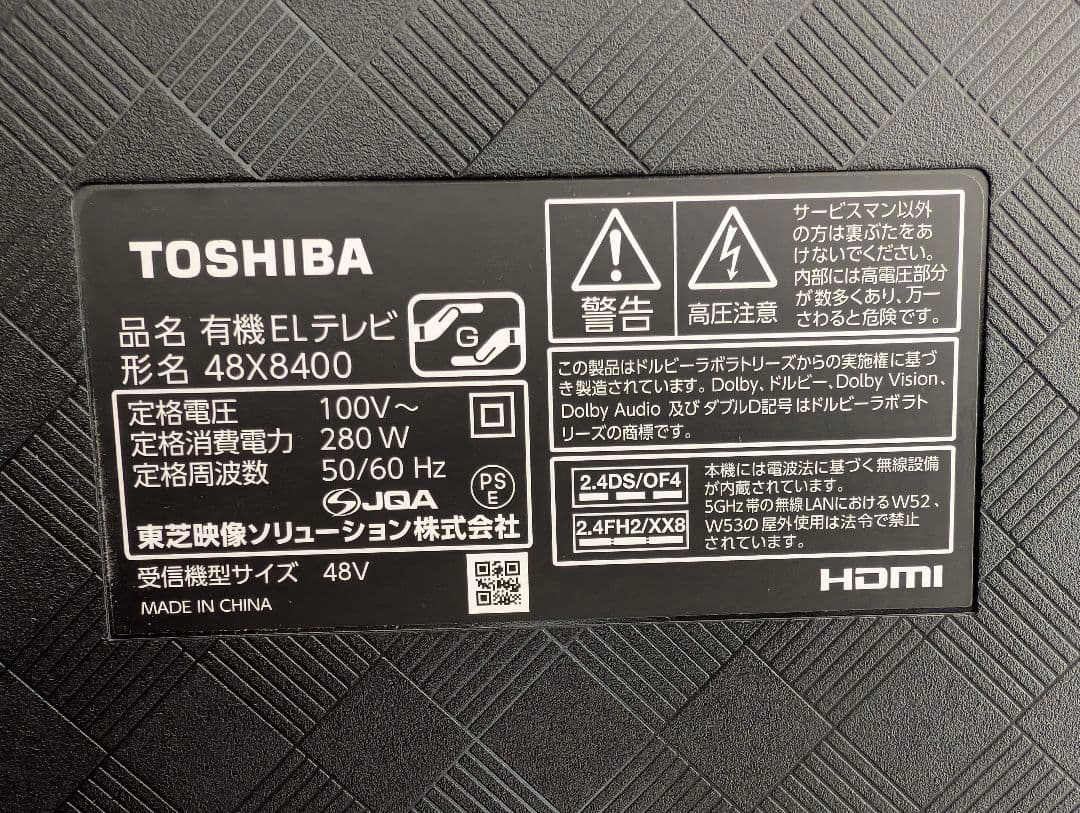 TOSHIBA
品名 有機ELテレビ
形名 48X8400
G
定格電圧 100V～
定格消費電力 280 W
定格周波数 50/60 Hz
JQA
PS
E
東芝映像ソリューション株式会社
受信機型サイズ 48V
MADE IN CHINA
警告
高圧注意
サービスマン以外
の方は裏ぶたをあ
けないでください。
内部には高電圧部分
が数多くあり、万一
さわると危険です。
この製品はドルビーラボラトリーズからの実施権に基づ
き製造されています。Dolby、ドルビー、Dolby Vision、
Dolby Audio 及び ダブルD記号 はドルビーラボラト
リーズの商標です。
2.4DS/OF4
2.4FH2/XX8
本機には電波法に基づく無線設備
が内蔵されています。
5GHz帯の無線LANにおけるW52、
W53の屋外使用は法令で禁止
されています。
HDMI